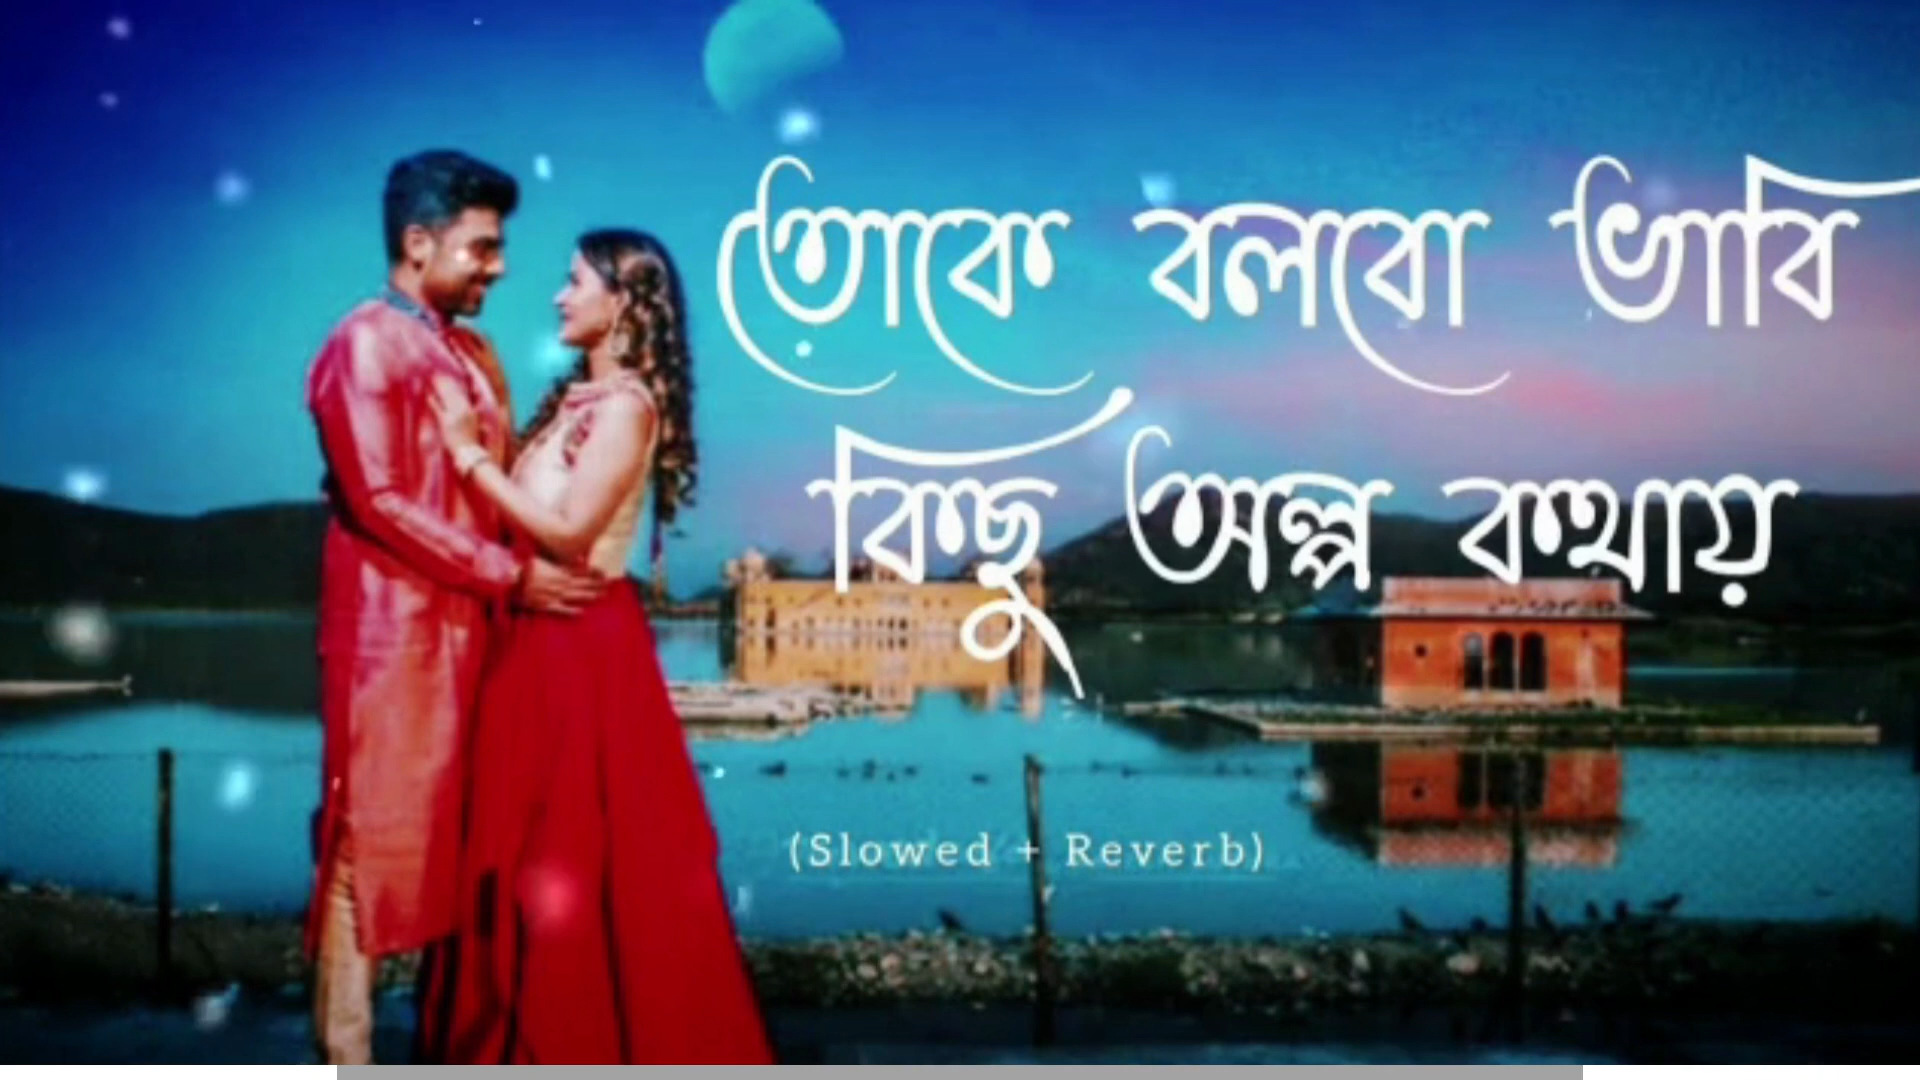 তোকে বলবো ভাবি
কিছু অল্প কথায়
(Slowed + Reverb)